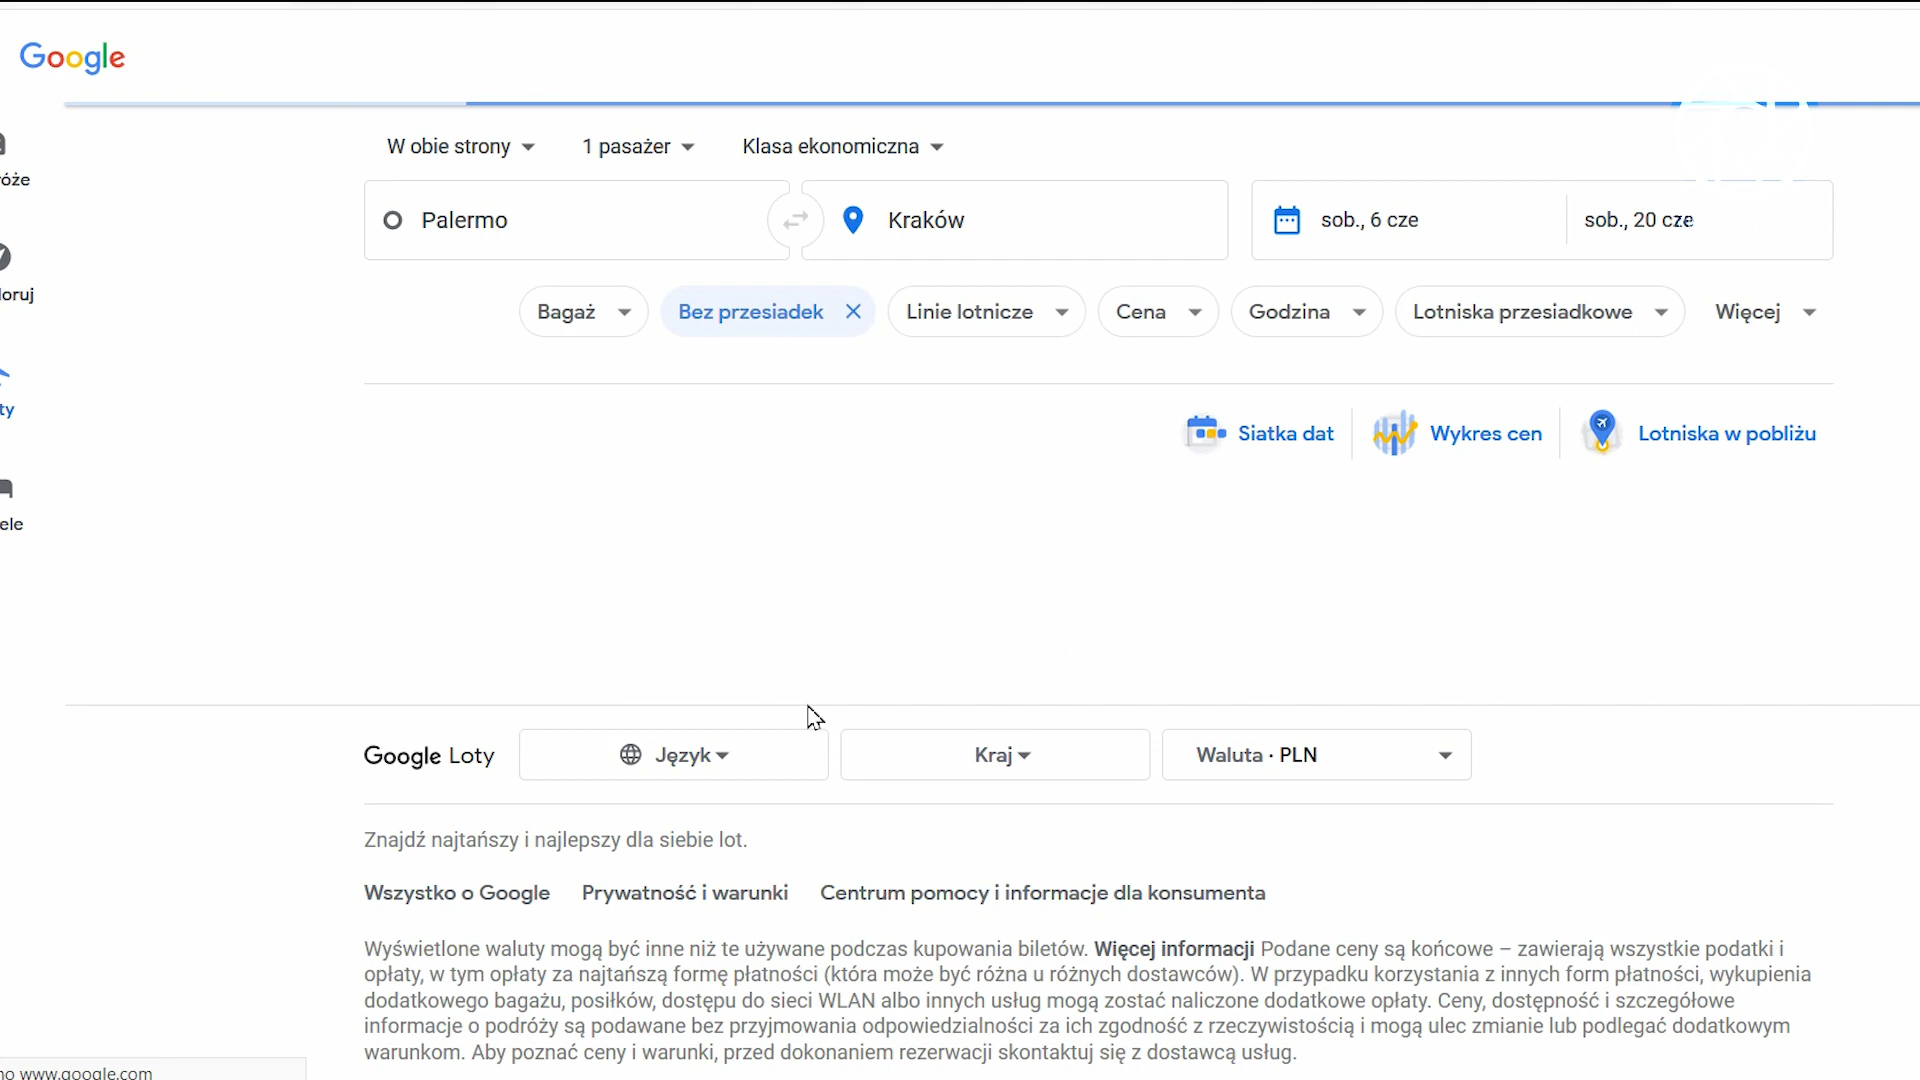 Google
W obie strony
1 pasażer
Klasa ekonomiczna
Palermo
Kraków
sob., 6 cze
sob., 20 cze
Bagaż
Bez przesiadek
Linie lotnicze
Cena
Godzina
Lotniska przesiadkowe
Więcej
óże
loruj
ty
ele
Siatka dat
Wykres cen
Lotniska w pobliżu
Google Loty
Język
Kraj
Waluta · PLN
Znajdź najtańszy i najlepszy dla siebie lot.
Wszystko o Google
Prywatność i warunki
Centrum pomocy i informacje dla konsumenta
Wyświetlone waluty mogą być inne niż te używane podczas kupowania biletów. Więcej informacji Podane ceny są końcowe – zawierają wszystkie podatki i
opłaty, w tym opłaty za najtańszą formę płatności (która może być różna u różnych dostawców). W przypadku korzystania z innych form płatności, wykupienia
dodatkowego bagażu, posiłków, dostępu do sieci WLAN albo innych usług mogą zostać naliczone dodatkowe opłaty. Ceny, dostępność i szczegółowe
informacje o podróży są podawane bez przyjmowania odpowiedzialności za ich zgodność z rzeczywistością i mogą ulec zmianie lub podlegać dodatkowym
warunkom. Aby poznać ceny i warunki, przed dokonaniem rezerwacji skontaktuj się z dostawcą usług.
no www.google.com